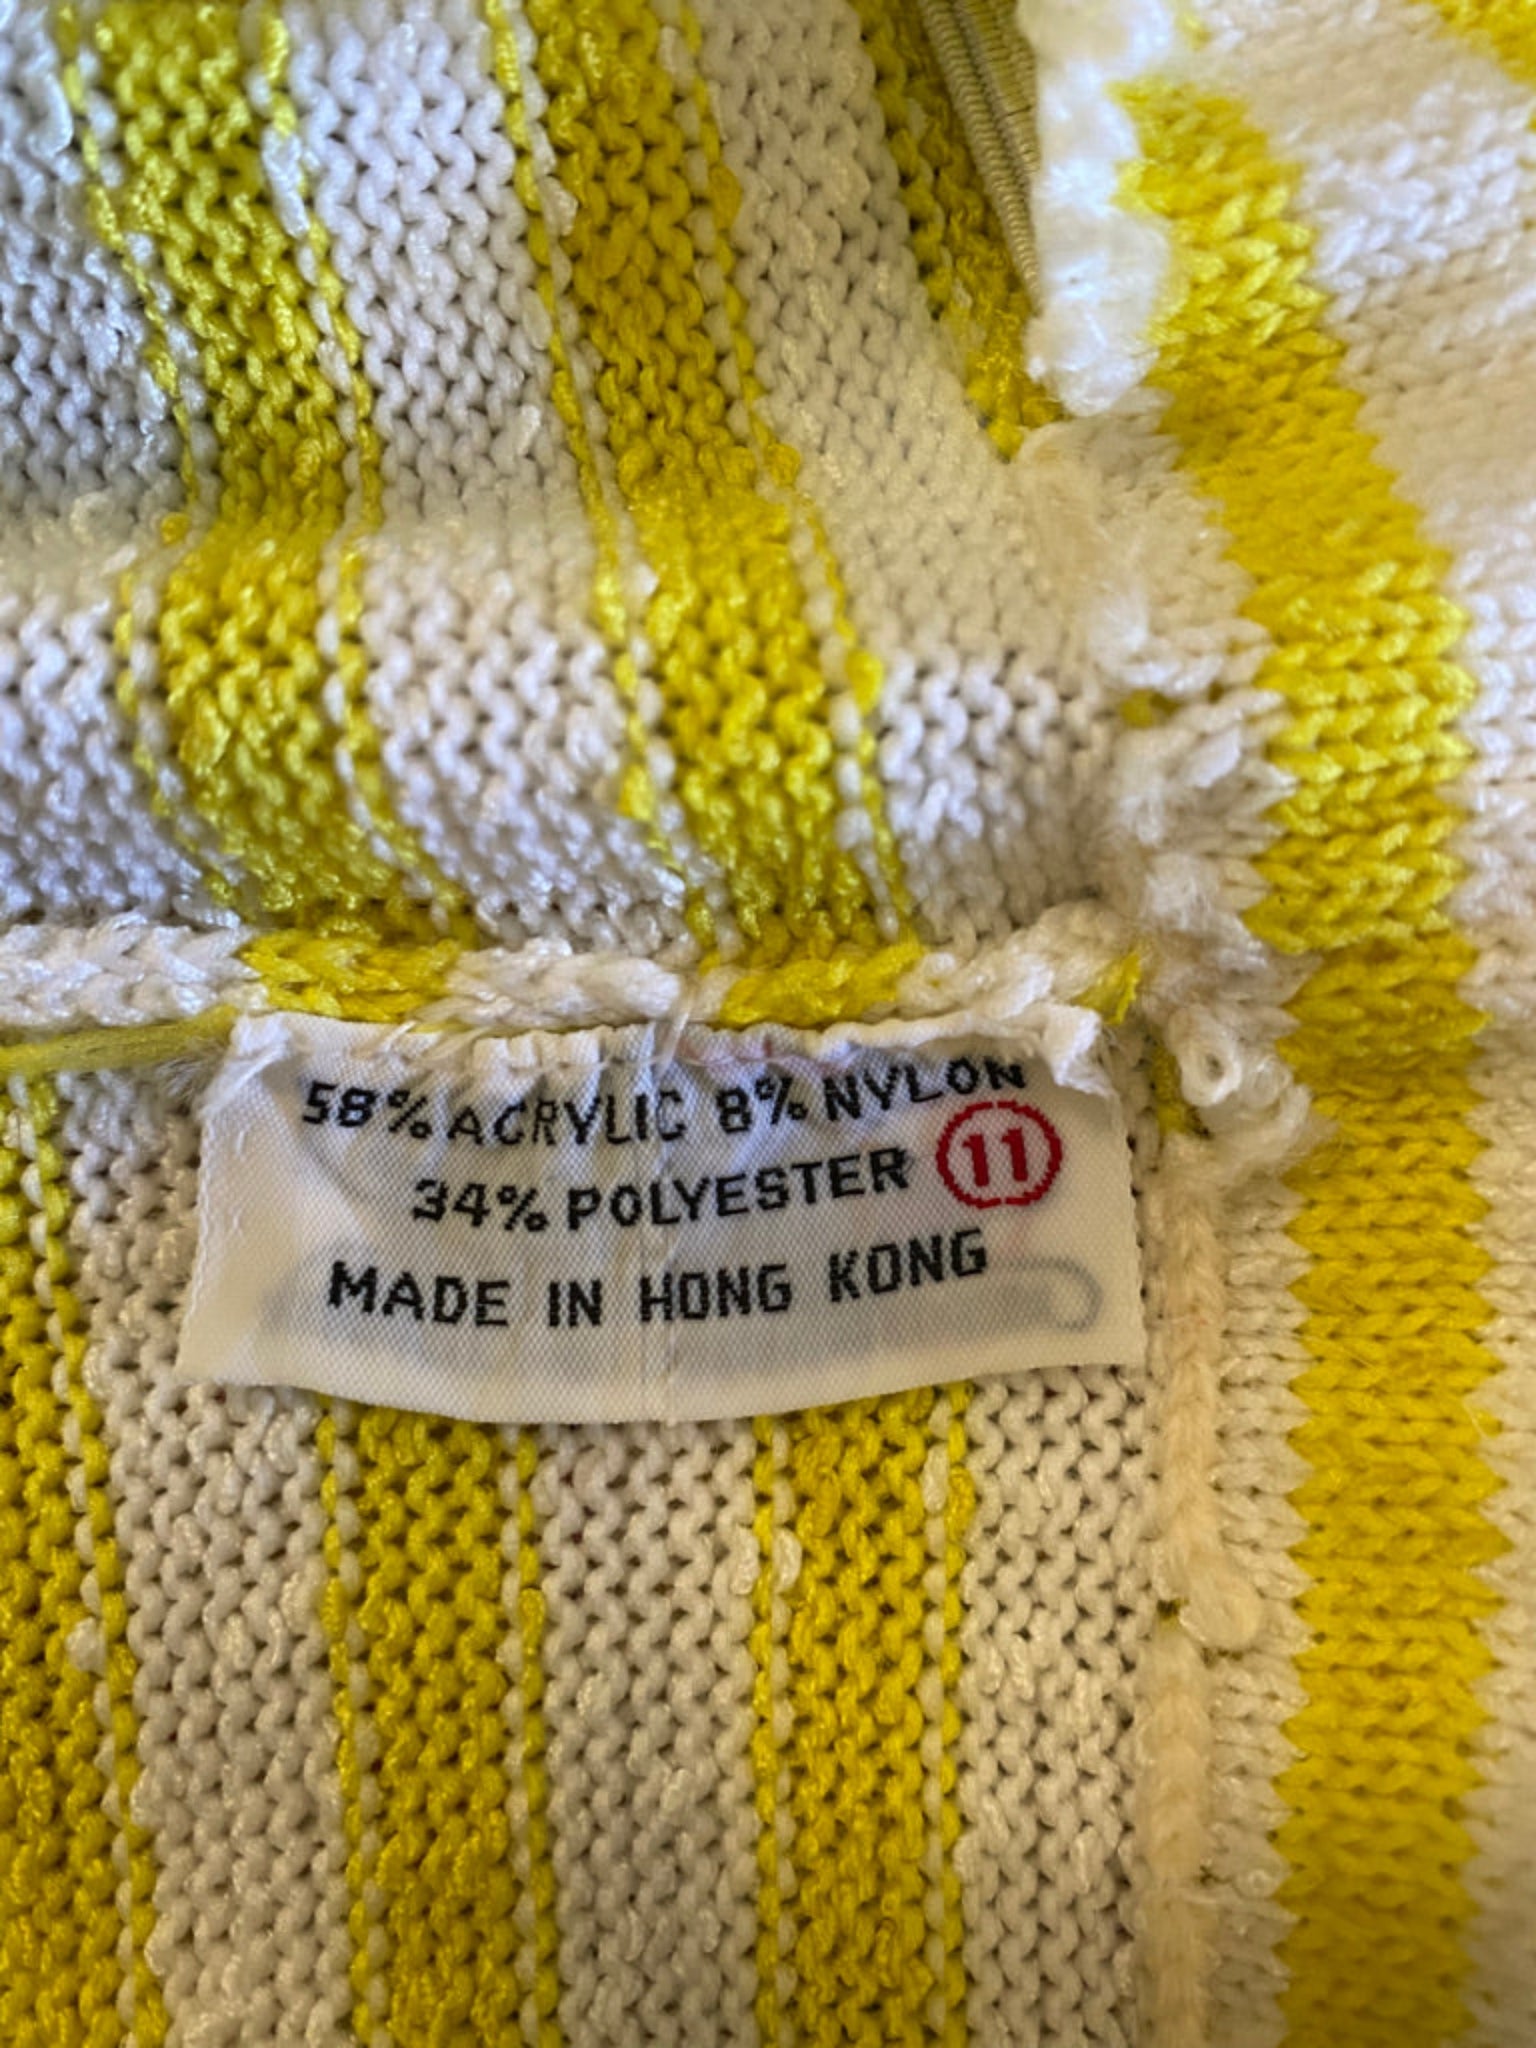 58% ACRYLIC 8% NYLON
34% POLYESTER 11
MADE IN HONG KONG